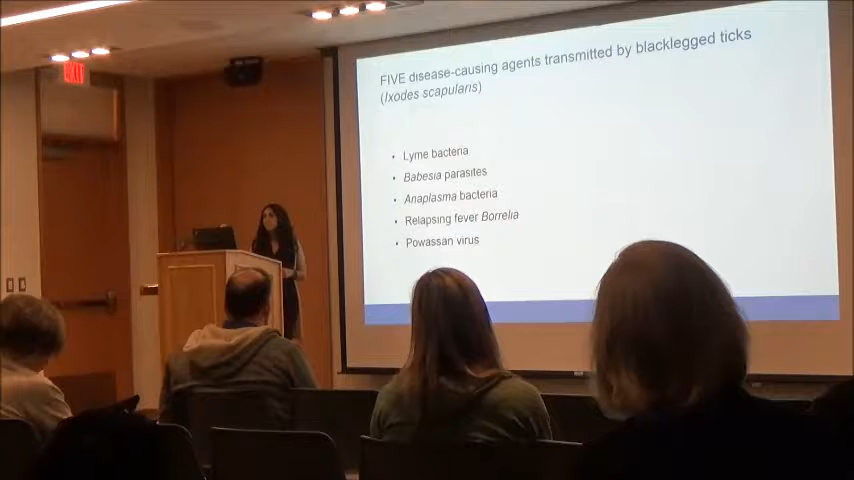 EXIT
FIVE disease-causing agents transmitted by blacklegged ticks
(Ixodes scapularis)
• Lyme bacteria
• Babesia parasites
• Anaplasma bacteria
• Relapsing fever Borrelia
• Powassan virus